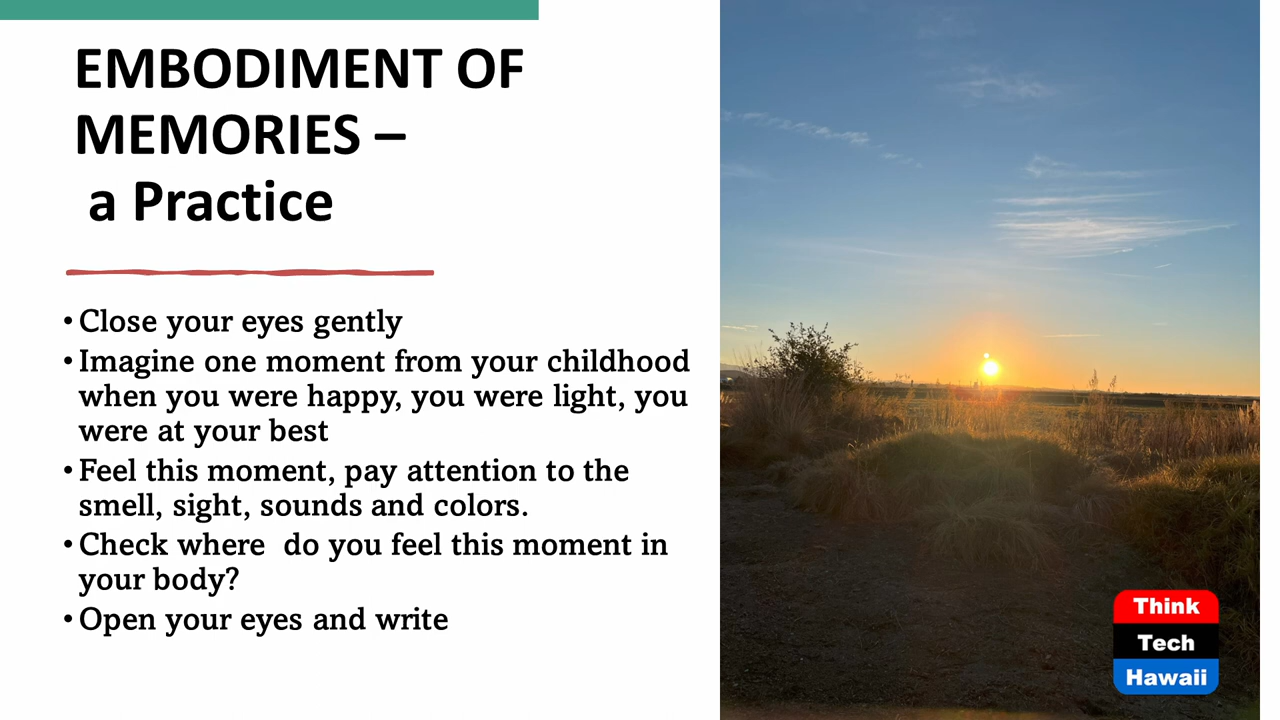 EMBODIMENT OF
MEMORIES –
a Practice
• Close your eyes gently
• Imagine one moment from your childhood
when you were happy, you were light, you
were at your best
• Feel this moment, pay attention to the
smell, sight, sounds and colors.
• Check where  do you feel this moment in
your body?
• Open your eyes and write
Think
Tech
Hawaii